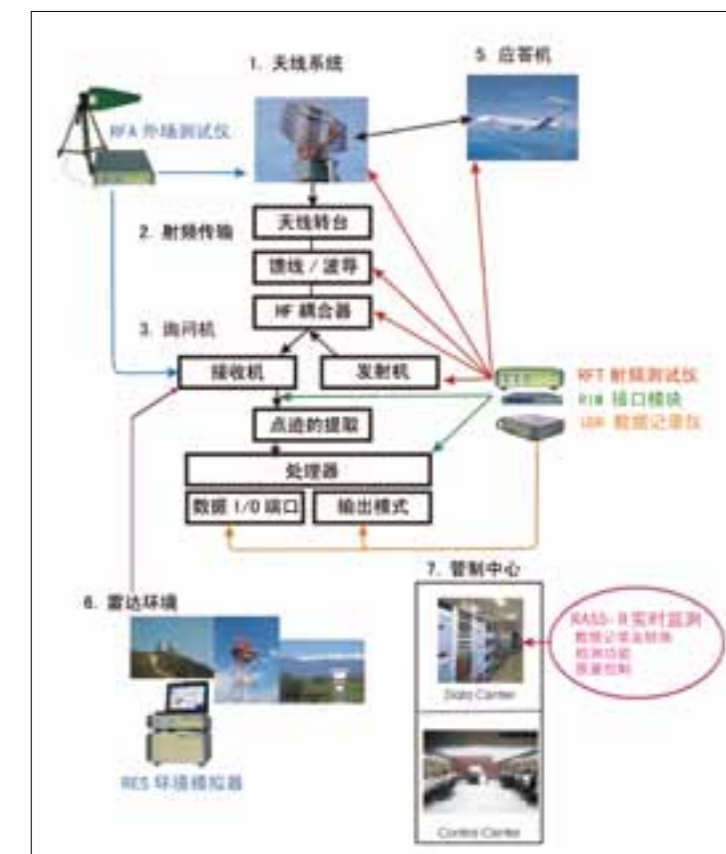 1. 天线系统
5. 应答机
RFA 外场测试仪
天线转台
2. 射频传输
馈线/波导
HF 耦合器
3. 询问机
接收机
发射机
RFT 射频测试仪
RIM 接口模块
UDR 数据记录仪
点迹的提取
处理器
数据 I/O 端口
输出模式
7. 管制中心
6. 雷达环境
RASS-R实时监测
数据记录及转换
检测功能
质量控制
Data Center
RES 环境模拟器
Control Center